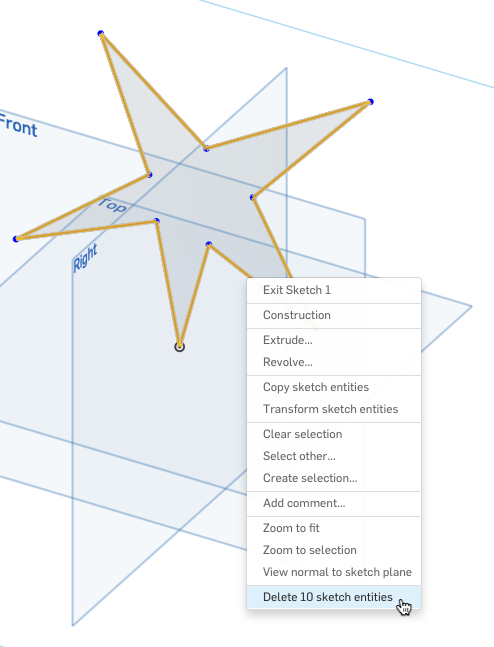 Front
Top
Right
Exit Sketch 1
Construction
Extrude...
Revolve...
Copy sketch entities
Transform sketch entities
Clear selection
Select other...
Create selection...
Add comment...
Zoom to fit
Zoom to selection
View normal to sketch plane
Delete 10 sketch entities